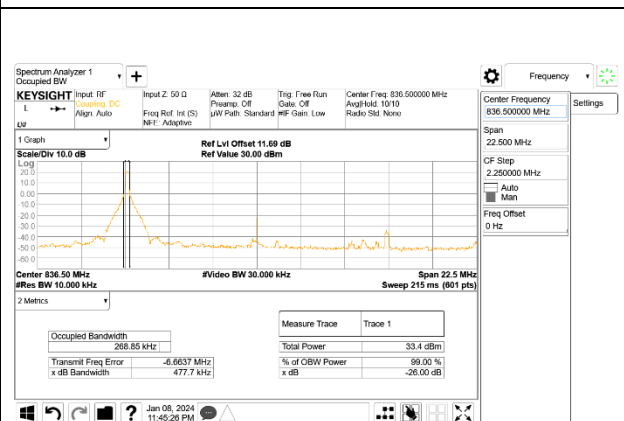 Spectrum Analyzer 1
Occupied BW
+
Frequency
KEYSIGHT
L
Input: RF
Coupling: DC
Align: Auto
Input Z: 50 Ω
Freq Ref: Int (S)
NFE: Adaptive
Atten: 32 dB
Preamp: Off
µW Path: Standard
Trig: Free Run
Gate: Off
#IF Gain: Low
Center Freq: 836.500000 MHz
Avg|Hold: 10/10
Radio Std: None
1 Graph
Scale/Div 10.0 dB
Ref Lvl Offset 11.69 dB
Ref Value 30.00 dBm
Log
20.0
10.0
0.00
-10.0
-20.0
-30.0
-40.0
-50.0
-60.0
Center 836.50 MHz
#Res BW 10.000 kHz
#Video BW 30.000 kHz
Span 22.5 MHz
Sweep 215 ms (601 pts)
2 Metrics
Occupied Bandwidth
268.85 kHz
Transmit Freq Error -6.6637 MHz
x dB Bandwidth 477.7 kHz
Measure Trace Trace 1
Total Power 33.4 dBm
% of OBW Power 99.00 %
x dB -26.00 dB
Center Frequency
836.500000 MHz
Settings
Span
22.500 MHz
CF Step
2.250000 MHz
Auto
Man
Freq Offset
0 Hz
?
Jan 08, 2024
11:45:26 PM